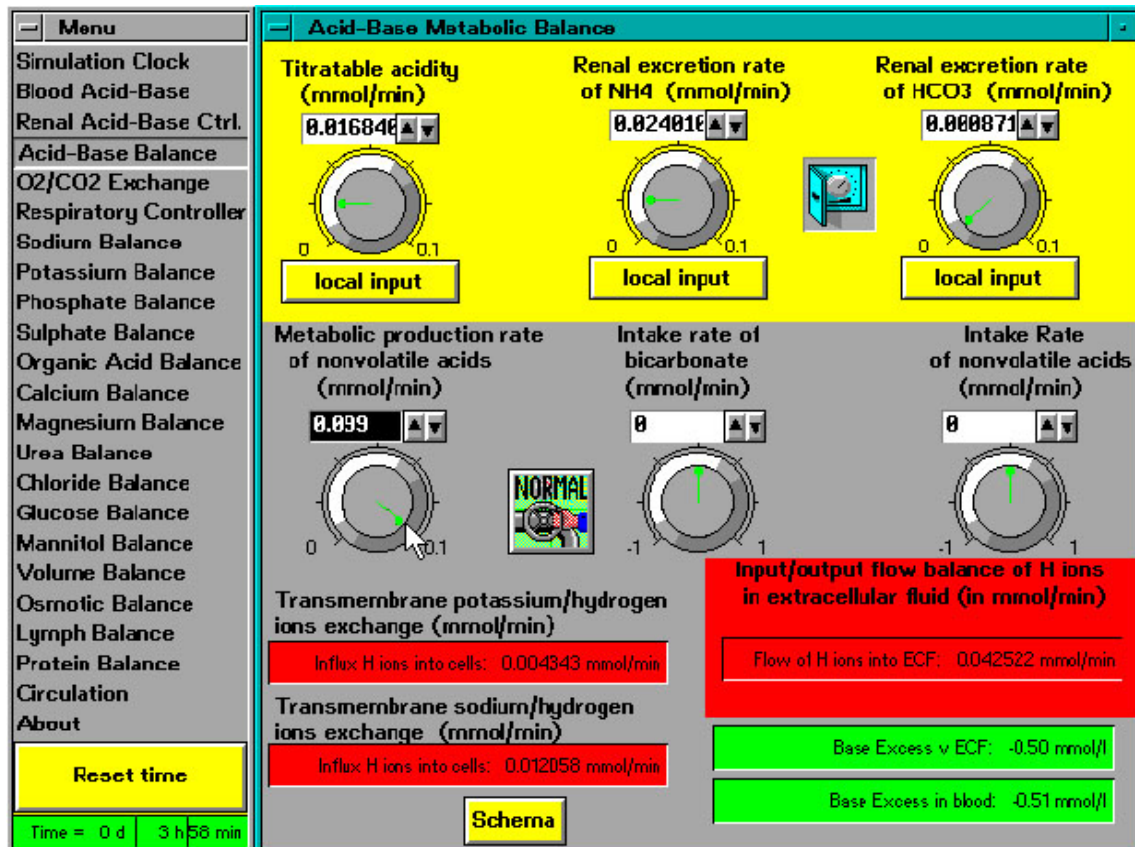 Menu
Simulation Clock
Blood Acid-Base
Renal Acid-Base Ctrl.
Acid-Base Balance
O2/CO2 Exchange
Respiratory Controller
Sodium Balance
Potassium Balance
Phosphate Balance
Sulphate Balance
Organic Acid Balance
Calcium Balance
Magnesium Balance
Urea Balance
Chloride Balance
Glucose Balance
Mannitol Balance
Volume Balance
Osmotic Balance
Lymph Balance
Protein Balance
Circulation
About
Reset time
Time = 0 d 3 h 58 min
Acid-Base Metabolic Balance
Titratable acidity
(mmol/min)
0.016840
0 0.1
local input
Renal excretion rate
of NH4 (mmol/min)
0.024010
0 0.1
local input
Renal excretion rate
of HCO3 (mmol/min)
0.000871
0 0.1
local input
Metabolic production rate
of nonvolatile acids
(mmol/min)
0.099
0 0.1
NORMAL
Intake rate of
bicarbonate
(mmol/min)
0
-1 1
Intake Rate
of nonvolatile acids
(mmol/min)
0
-1 1
Transmembrane potassium/hydrogen
ions exchange (mmol/min)
Influx H ions into cells: 0.004343 mmol/min
Transmembrane sodium/hydrogen
ions exchange (mmol/min)
Influx H ions into cells: 0.012058 mmol/min
Schema
Input/output flow balance of H ions
in extracellular fluid (in mmol/min)
Flow of H ions into ECF: 0.042522 mmol/min
Base Excess v ECF: -0.50 mmol/l
Base Excess in blood: -0.51 mmol/l